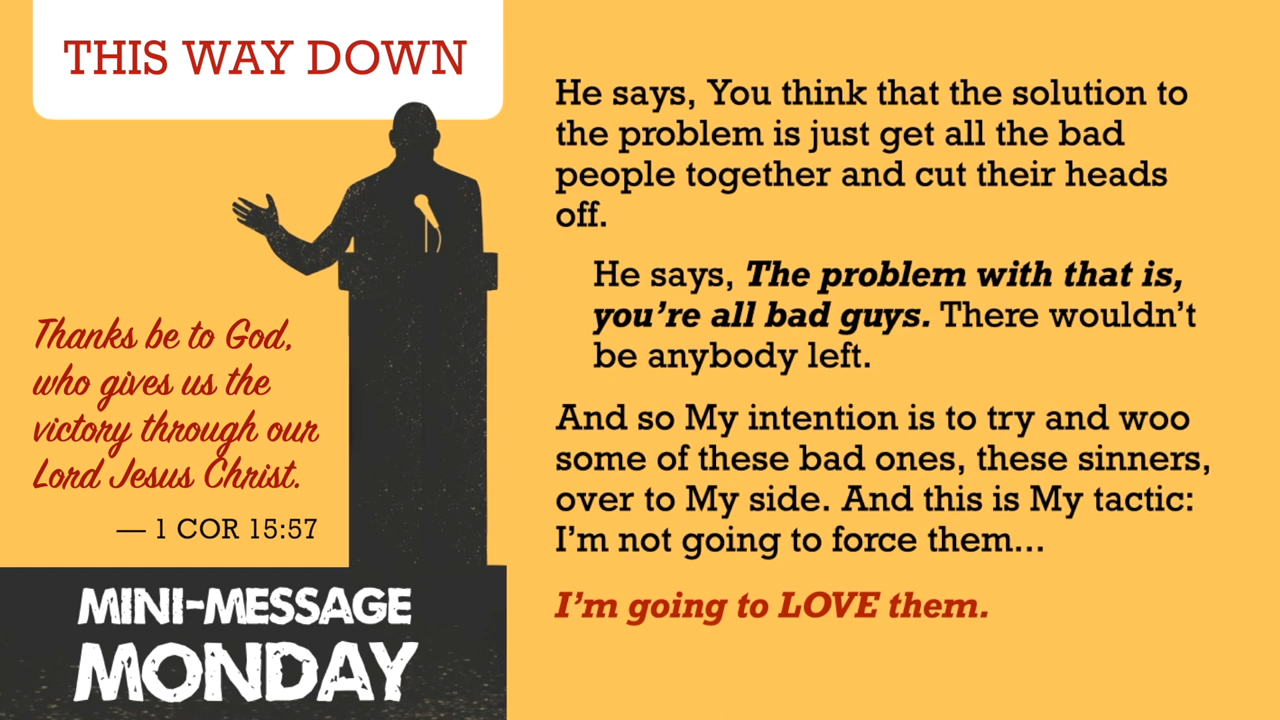 THIS WAY DOWN
Thanks be to God,
who gives us the
victory through our
Lord Jesus Christ.
— 1 COR 15:57
MINI-MESSAGE
MONDAY
He says, You think that the solution to
the problem is just get all the bad
people together and cut their heads
off.
He says, The problem with that is,
you’re all bad guys. There wouldn’t
be anybody left.
And so My intention is to try and woo
some of these bad ones, these sinners,
over to My side. And this is My tactic:
I’m not going to force them...
I’m going to LOVE them.